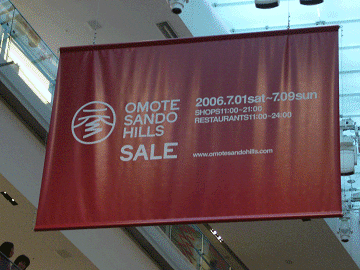 OMOTE
SANDO
HILLS
SALE
2006.7.01sat~7.09sun
SHOPS11:00-21:00
RESTAURANTS11:00-24:00
www.omotesandohills.com